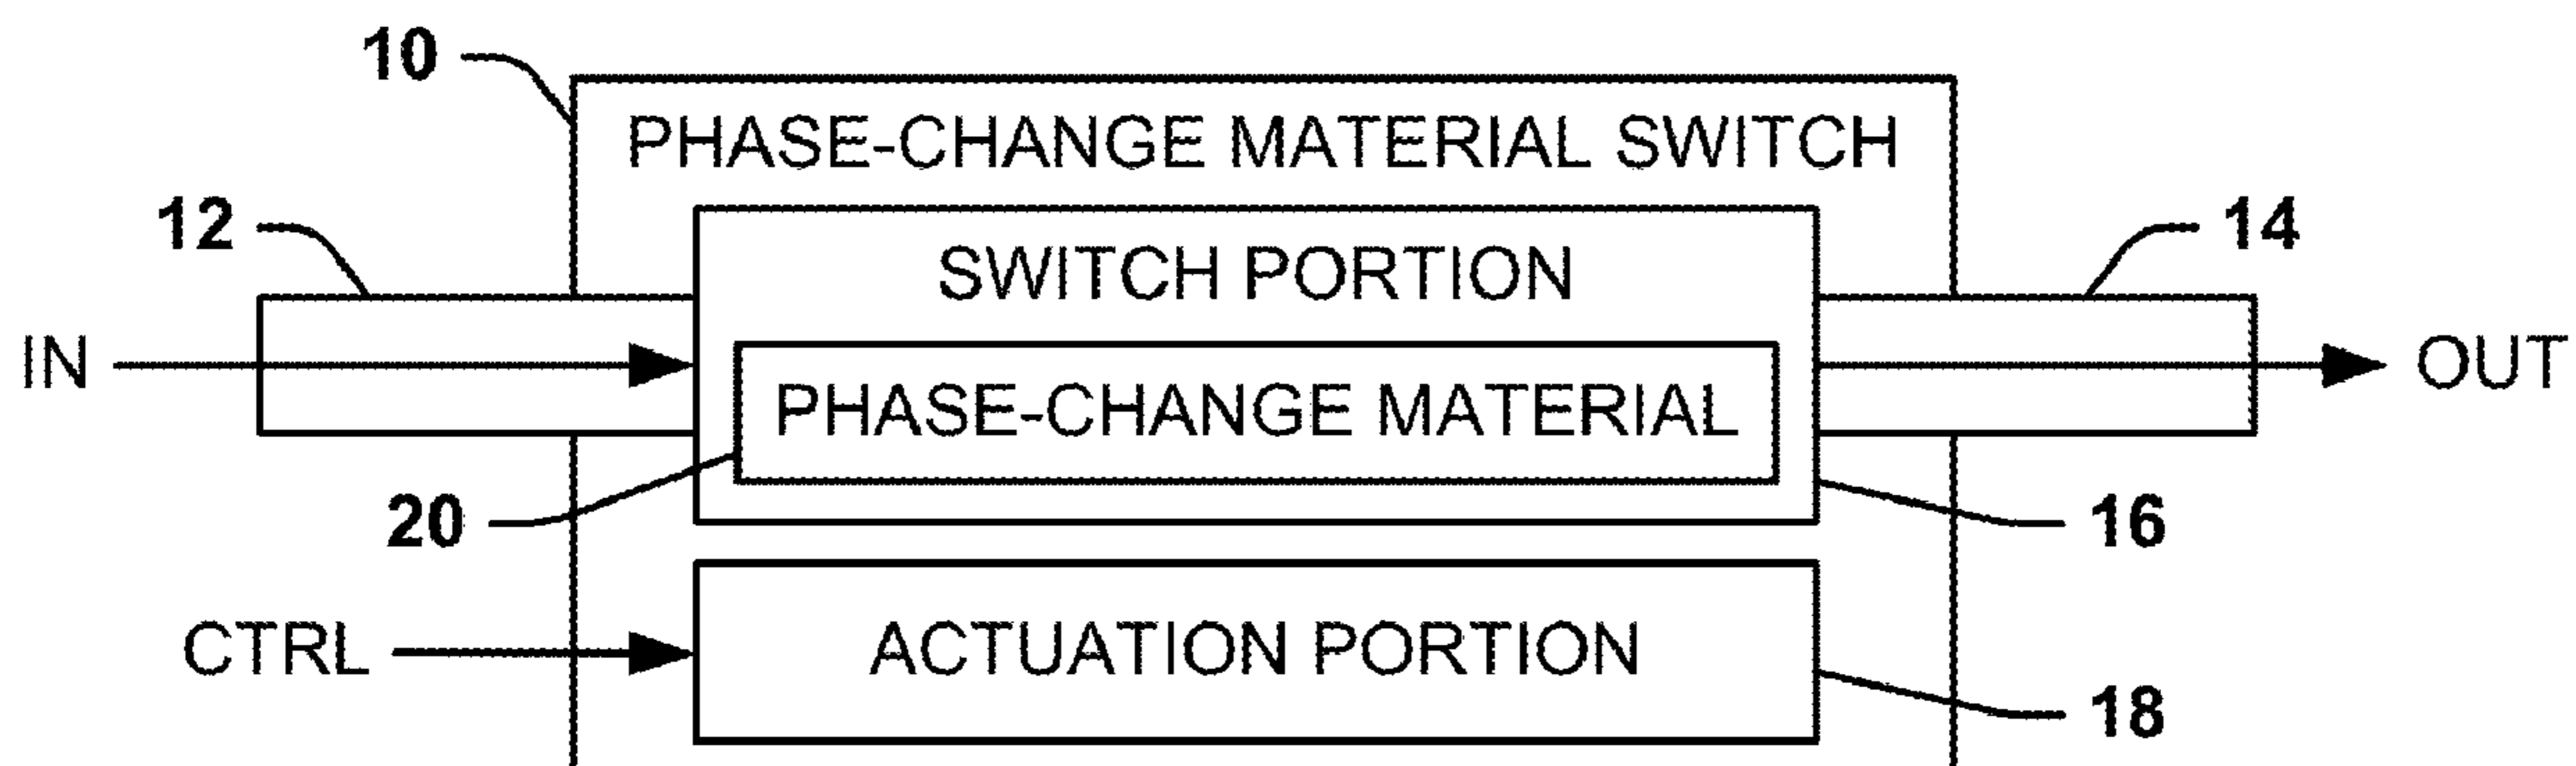 10
PHASE-CHANGE MATERIAL SWITCH
12
14
SWITCH PORTION
IN
OUT
PHASE-CHANGE MATERIAL
20
16
CTRL
ACTUATION PORTION
18